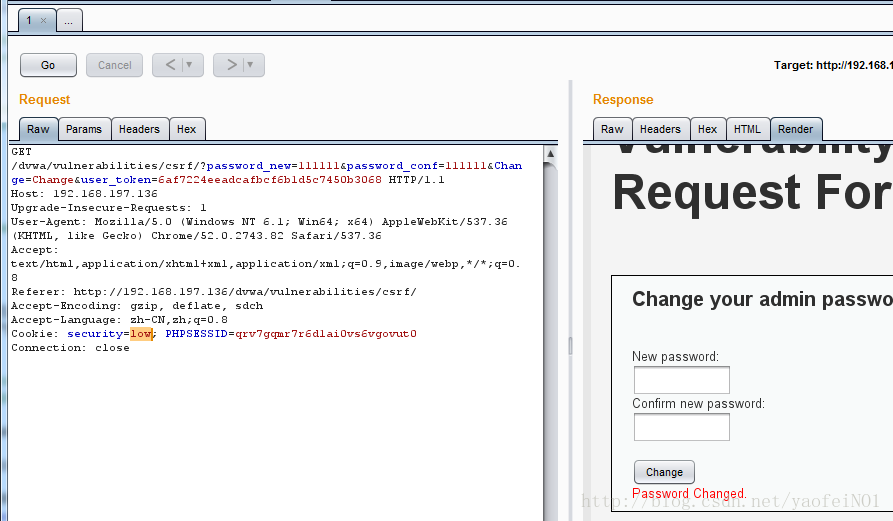 1 × ...
Go Cancel < ▼ > ▼ Target: http://192.168.1
Request
Raw Params Headers Hex
GET
/dvwa/vulnerabilities/csrf/?password_new=111111&password_conf=111111&Chan
ge=Change&user_token=6af7224eeadcafbcf6b1d5c7450b3068 HTTP/1.1
Host: 192.168.197.136
Upgrade-Insecure-Requests: 1
User-Agent: Mozilla/5.0 (Windows NT 6.1; Win64; x64) AppleWebKit/537.36
(KHTML, like Gecko) Chrome/52.0.2743.82 Safari/537.36
Accept:
text/html,application/xhtml+xml,application/xml;q=0.9,image/webp,*/*;q=0.
8
Referer: http://192.168.197.136/dvwa/vulnerabilities/csrf/
Accept-Encoding: gzip, deflate, sdch
Accept-Language: zh-CN,zh;q=0.8
Cookie: security=low; PHPSESSID=qrv7gqmr7r6dlai0vs6vgovut0
Connection: close
Response
Raw Headers Hex HTML Render
Vulnerability
Request For
Change your admin passwo
New password:
Confirm new password:
Change
Password Changed.
http://blog.csdn.net/yaofeiNO1